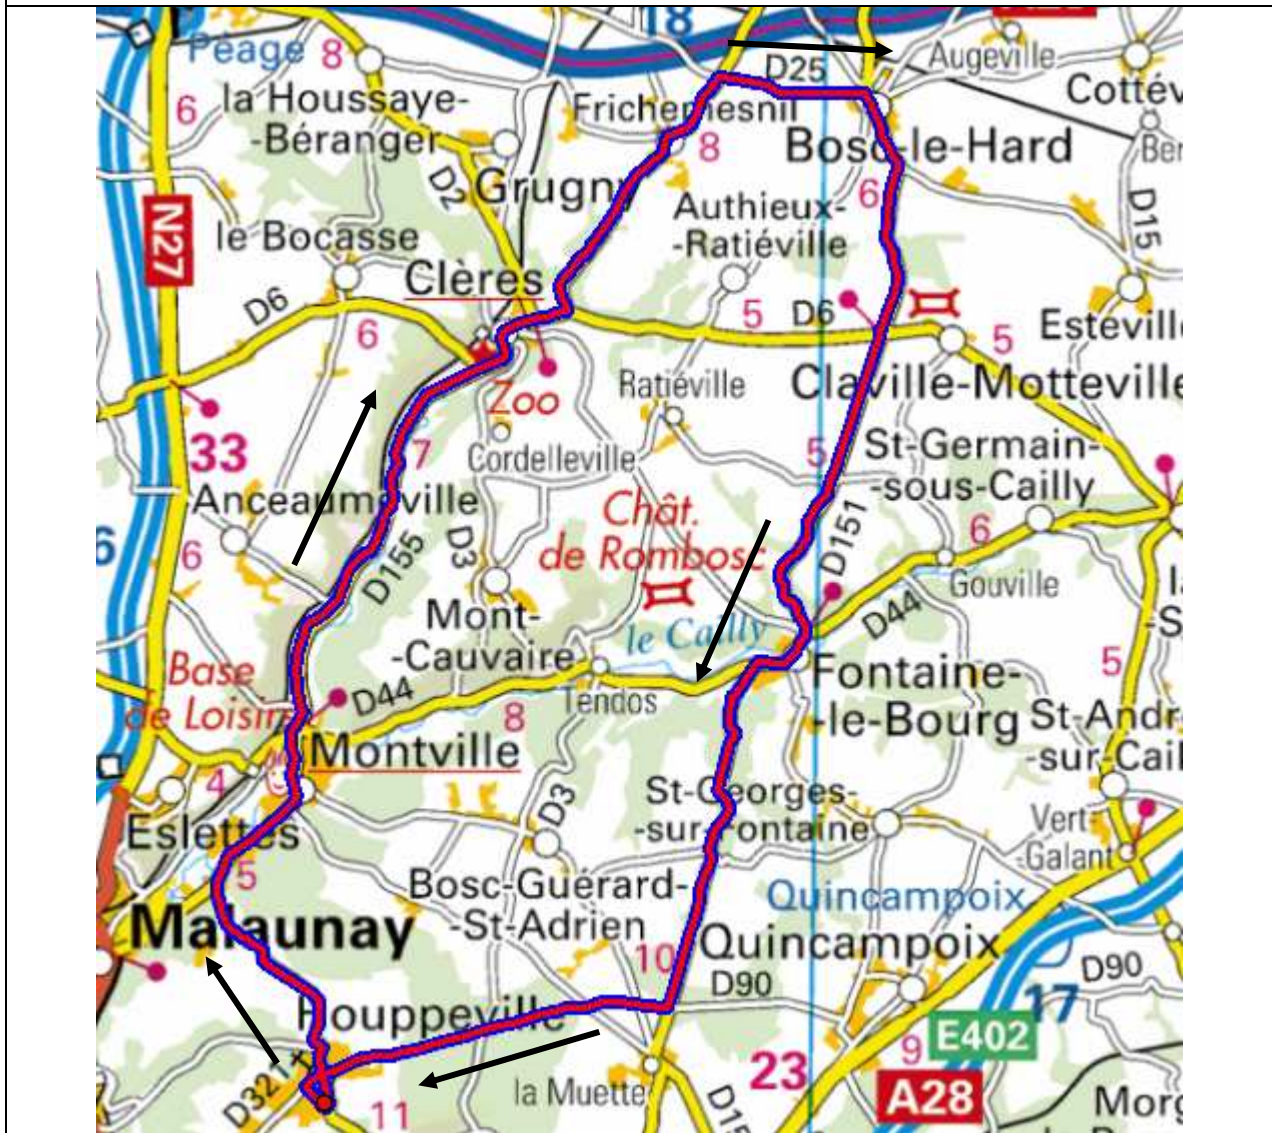 18
Péage
8
D25
Augeville
6
la Houssaye-
-Béranger
Frichemesnil
Cottév
8
Bosc-le-Hard
Ber
D2
Grugny
6
Authieux-
-Ratiéville
D15
N27
le Bocasse
Clères
D6
6
5
D6
5
Estéville
Zoo
Ratiéville
Claville-Motteville
33
7
Cordelleville
5
St-Germain-
-sous-Cailly
Anceaumeville
Chât.
de Rombosc
6
6
6
D155
D3
D151
Gouville
Mont-
-Cauvaire
le Cailly
D44
Base
de Loisirs
D44
Tendos
8
Fontaine-
-le-Bourg
5
St-Andr
-sur-Cail
Montville
4
St-Georges-
-sur-Fontaine
D3
Vert-
-Galant
Eslettes
5
Bosc-Guérard-
-St-Adrien
Quincampoix
Malaunay
10
Quincampoix
D90
D90
17
Houppeville
E402
9
D321
la Muette
23
A28
11
D15
Morg